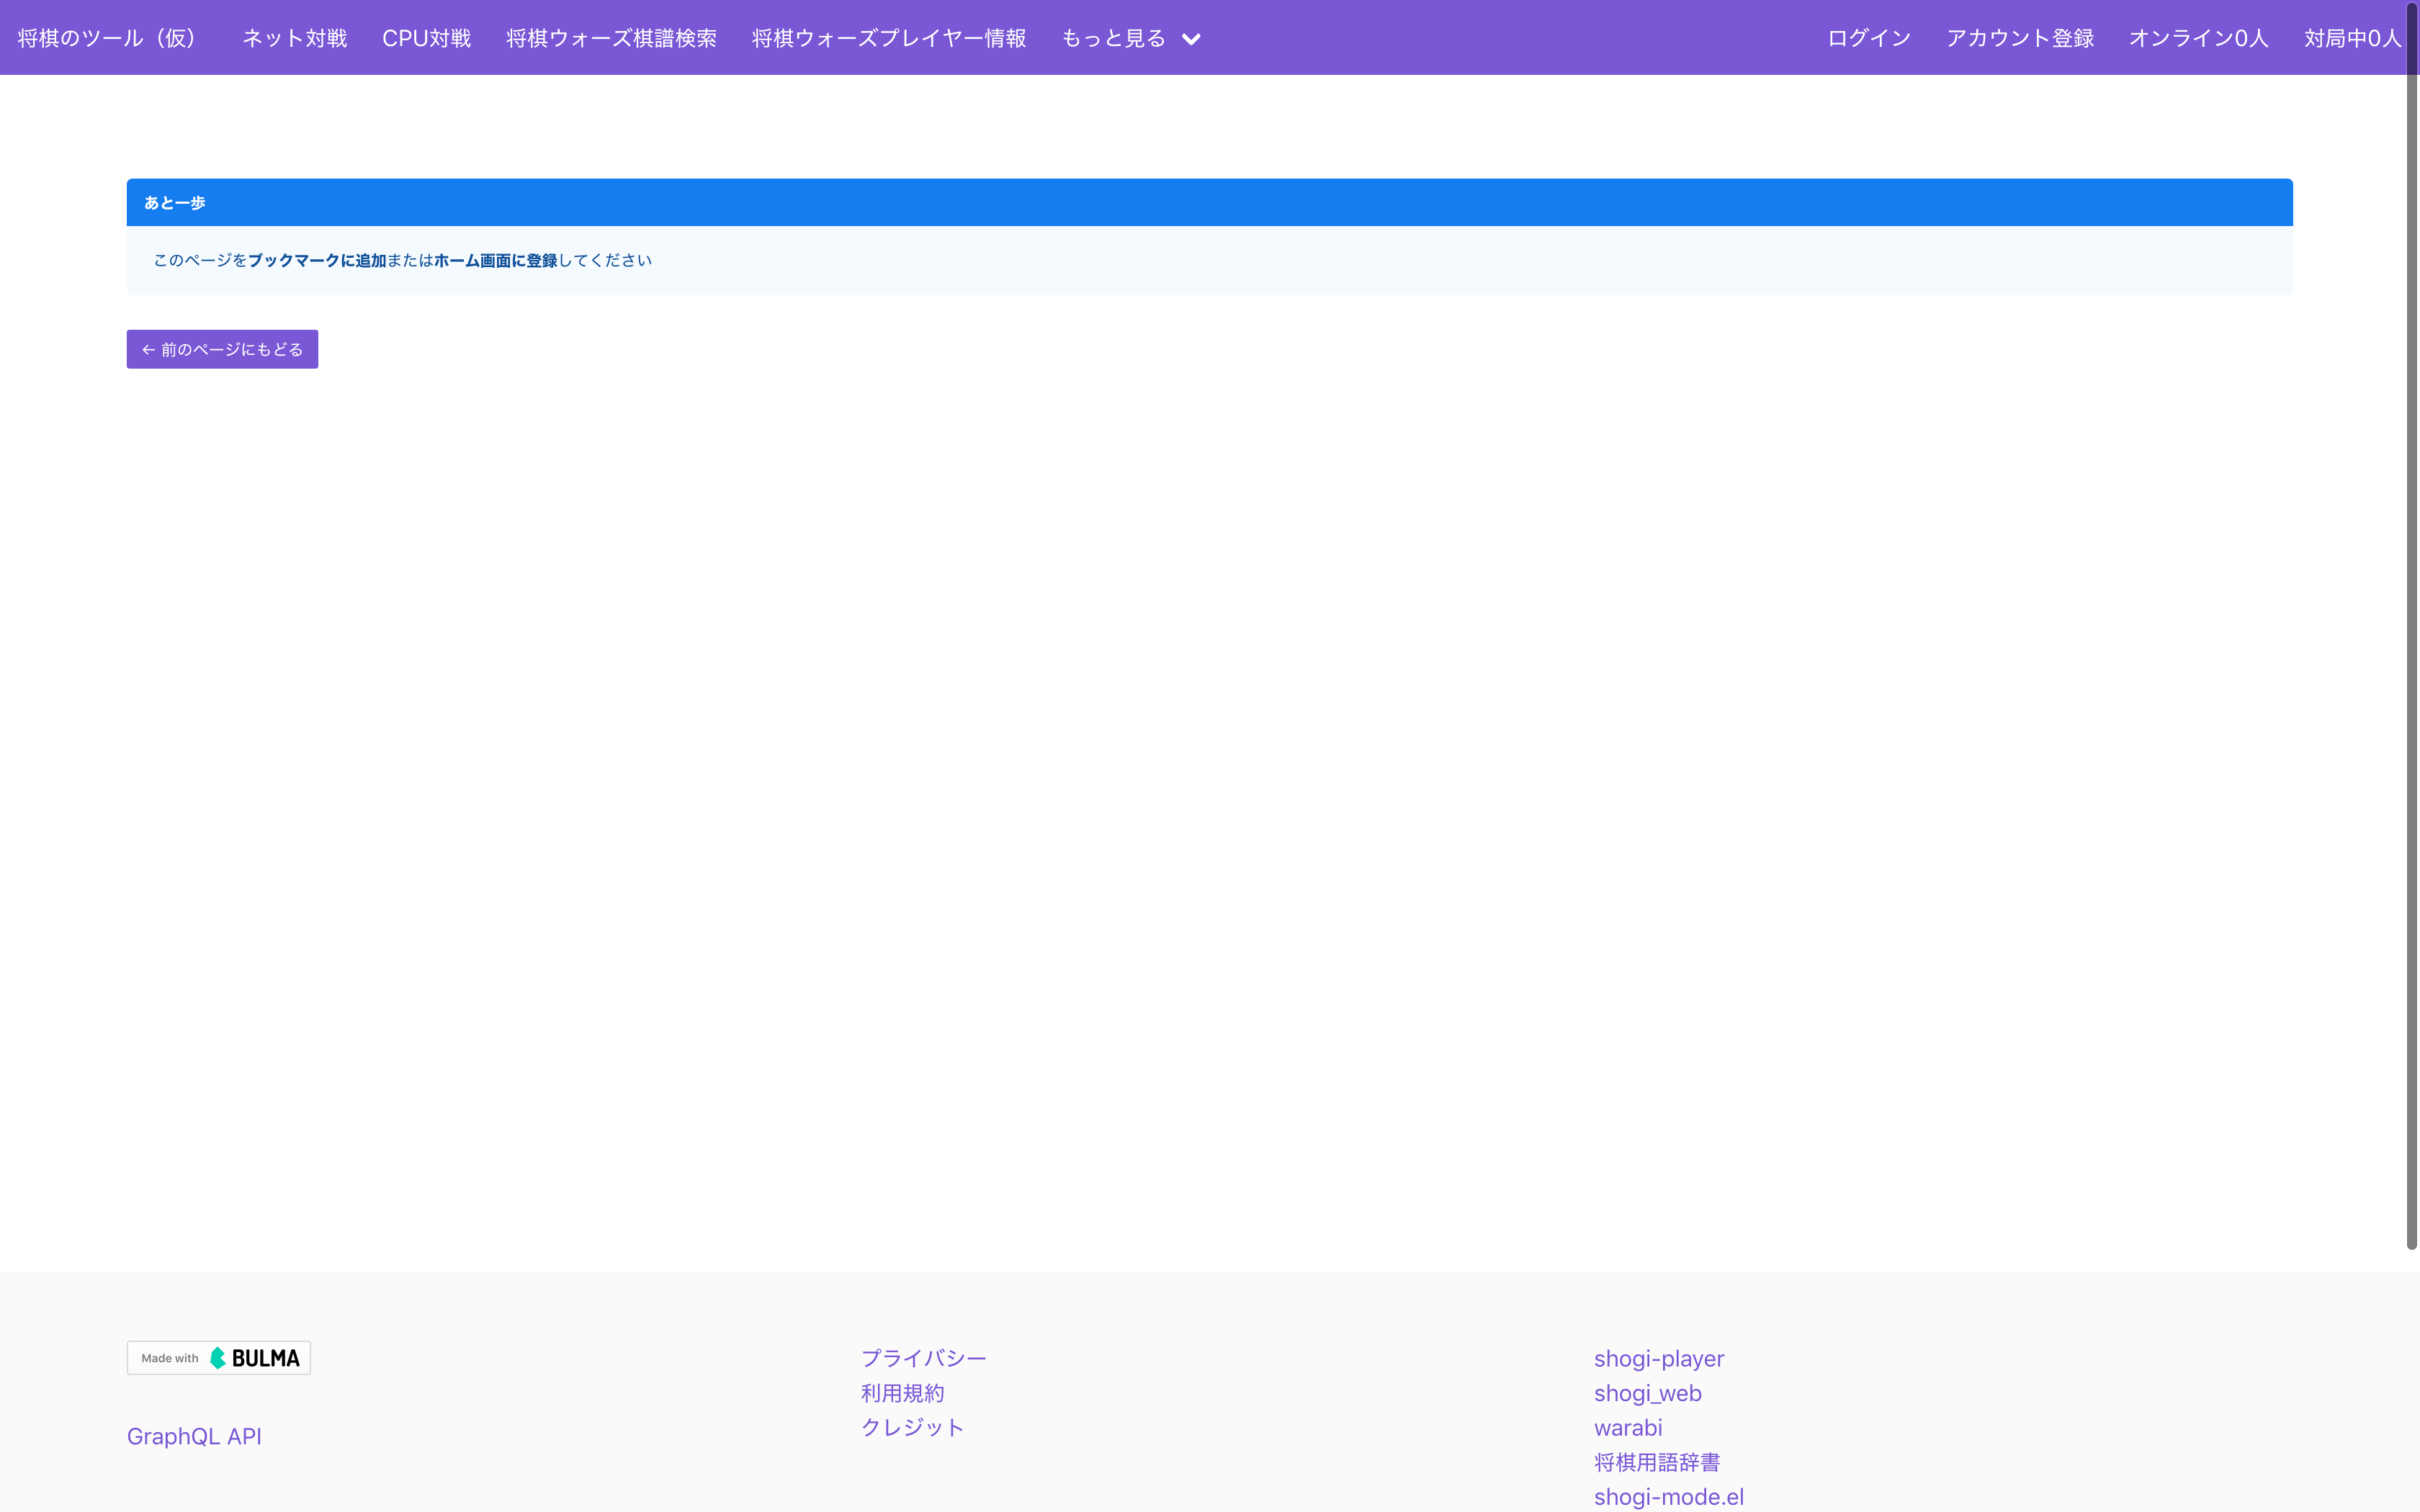 将棋のツール（仮） ネット対戦 CPU対戦 将棋ウォーズ棋譜検索 将棋ウォーズプレイヤー情報 もっと見る ログイン アカウント登録 オンライン0人 対局中0人
あと一歩
このページをブックマークに追加またはホーム画面に登録してください
← 前のページにもどる
Made with BULMA
GraphQL API
プライバシー
利用規約
クレジット
shogi-player
shogi_web
warabi
将棋用語辞書
shogi-mode.el